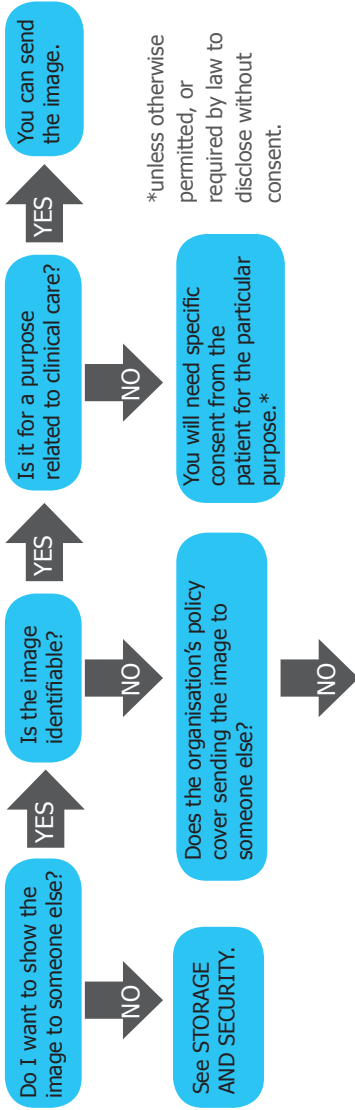 Do I want to show the
image to someone else?
YES
Is the image
identifiable?
YES
Is it for a purpose
related to clinical care?
YES
You can send
the image.
NO
See STORAGE
AND SECURITY.
NO
Does the organisation's policy
cover sending the image to
someone else?
NO
You will need specific
consent from the
patient for the particular
purpose.*
*unless otherwise
permitted, or
required by law to
disclose without
consent.
NO